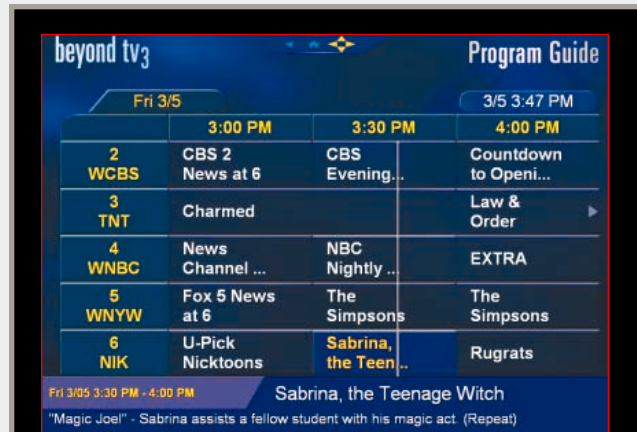 beyond tv3
Program Guide
Fri 3/5
3/5 3:47 PM
3:00 PM 3:30 PM 4:00 PM
2
WCBS
CBS 2
News at 6
CBS
Evening...
Countdown
to Openi...
3
TNT
Charmed
Law &
Order
4
WNBC
News
Channel ...
NBC
Nightly ...
EXTRA
5
WNYW
Fox 5 News
at 6
The
Simpsons
The
Simpsons
6
NIK
U-Pick
Nicktoons
Sabrina,
the Teen...
Rugrats
Fri 3/05 3:30 PM - 4:00 PM
Sabrina, the Teenage Witch
"Magic Joel" - Sabrina assists a fellow student with his magic act. (Repeat)